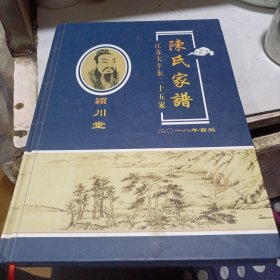 陳氏家譜
江蘇大丰东二十五家
潁川堂
二〇一八年首版